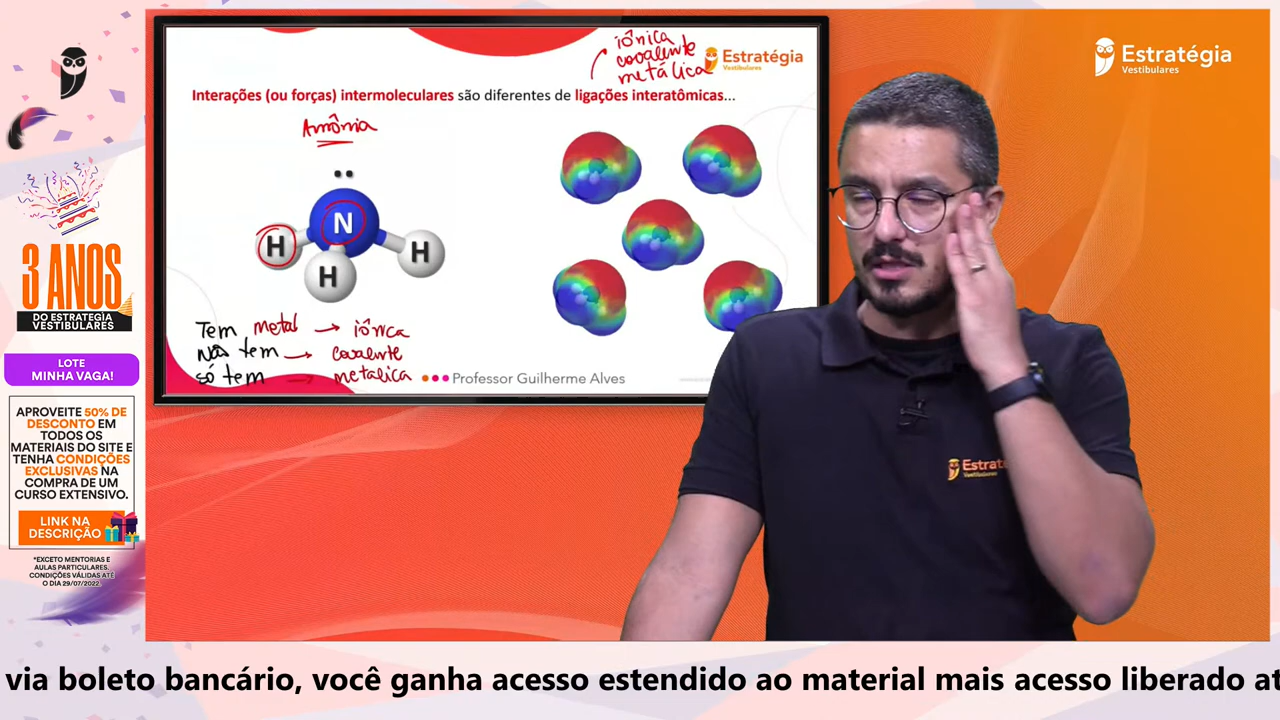 3 ANOS
DO ESTRATEGIA
VESTIBULARES
LOTE
MINHA VAGA!
APROVEITE 50% DE
DESCONTO EM
TODOS OS
MATERIAIS DO SITE E
TENHA CONDIÇÕES
EXCLUSIVAS NA
COMPRA DE UM
CURSO EXTENSIVO.
LINK NA
DESCRIÇÃO
*EXCETO MENTORIAS E
AULAS PARTICULARES.
CONDIÇÕES VÁLIDAS ATÉ
O DIA 29/07/2022.
iônica
covalente
metálica
Estratégia
Vestibulares
Interações (ou forças) intermoleculares são diferentes de ligações interatômicas...
Amônia
N
H
H
H
Tem metal → iônica
Não tem → covalente
só tem → metalica
Professor Guilherme Alves
Estratégia
Vestibulares
Estraté
Vestibulares
via boleto bancário, você ganha acesso estendido ao material mais acesso liberado at